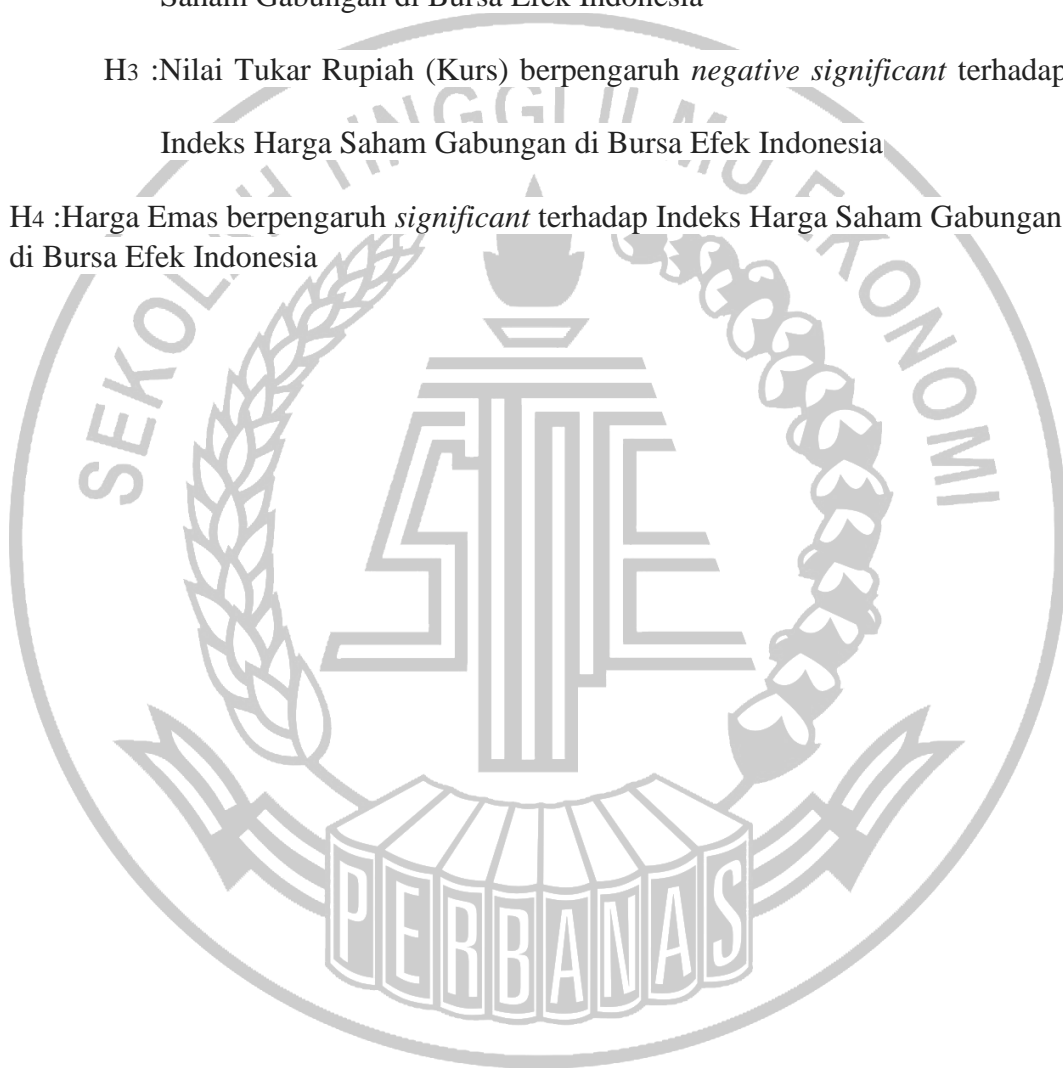 Saham Gabungan di Bursa Efek Indonesia
H3 :Nilai Tukar Rupiah (Kurs) berpengaruh negative significant terhadap
Indeks Harga Saham Gabungan di Bursa Efek Indonesia
H4 :Harga Emas berpengaruh significant terhadap Indeks Harga Saham Gabungan
di Bursa Efek Indonesia
SEKOLAH TINGGI ILMU EKONOMI
STIE
PERBANAS